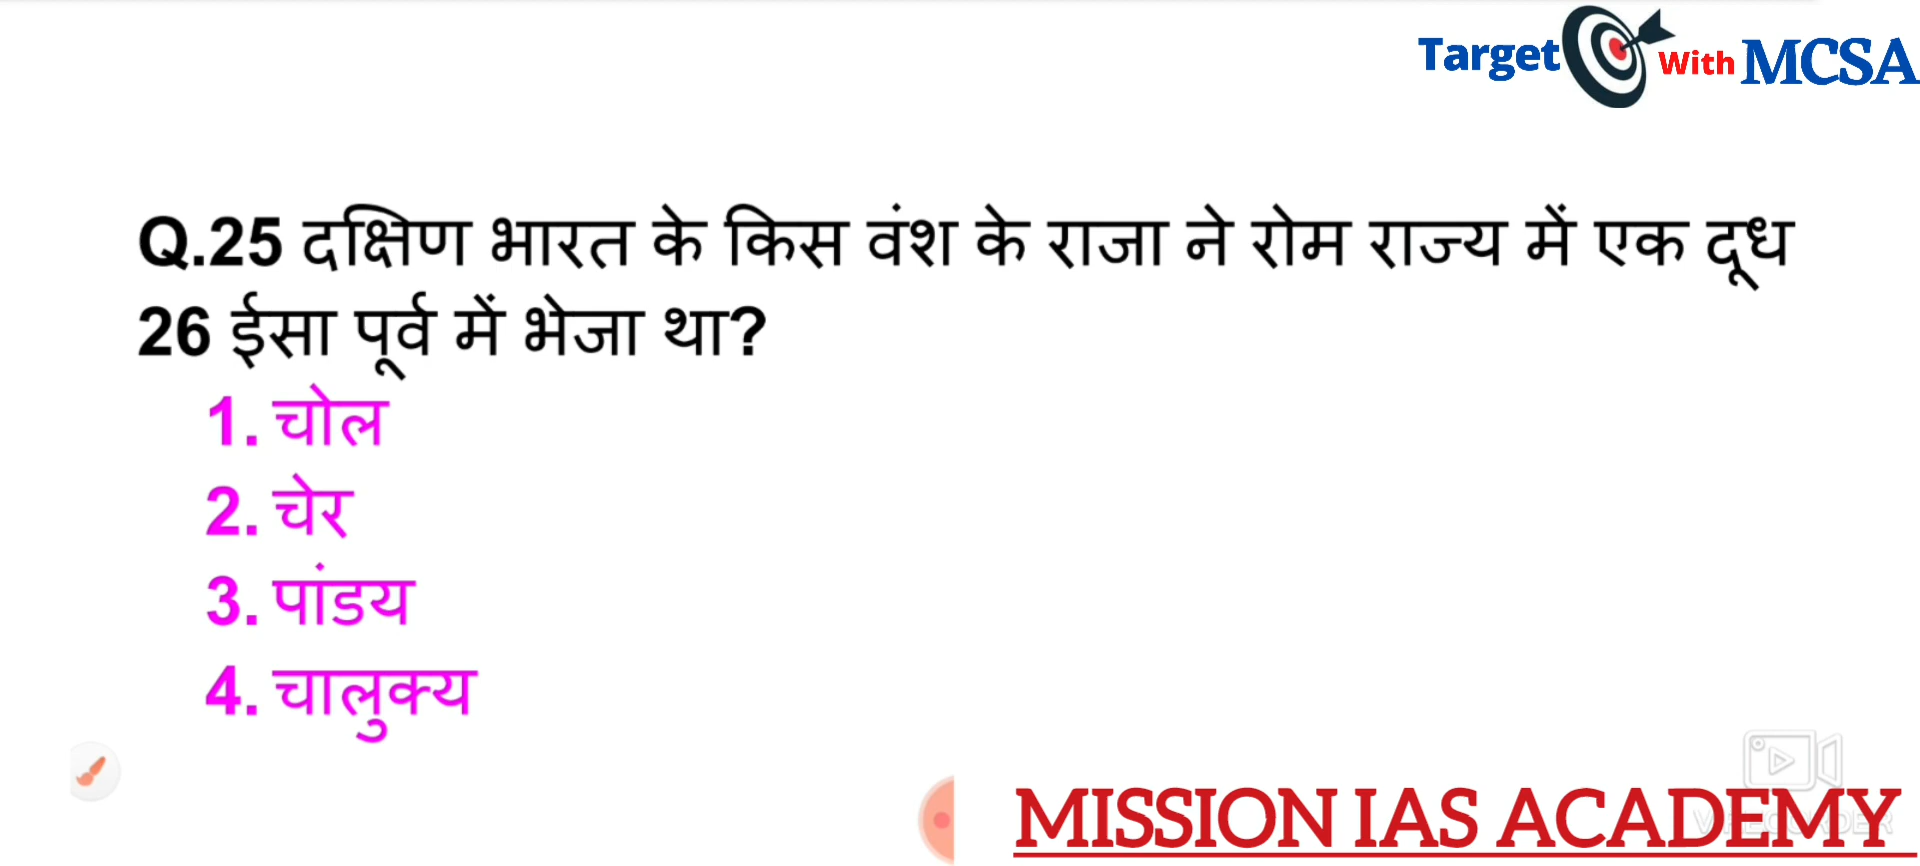 Target With MCSA
Q.25 दक्षिण भारत के किस वंश के राजा ने रोम राज्य में एक दूध
26 ईसा पूर्व में भेजा था?
1. चोल
2. चेर
3. पांडय
4. चालुक्य
MISSION IAS ACADEMY